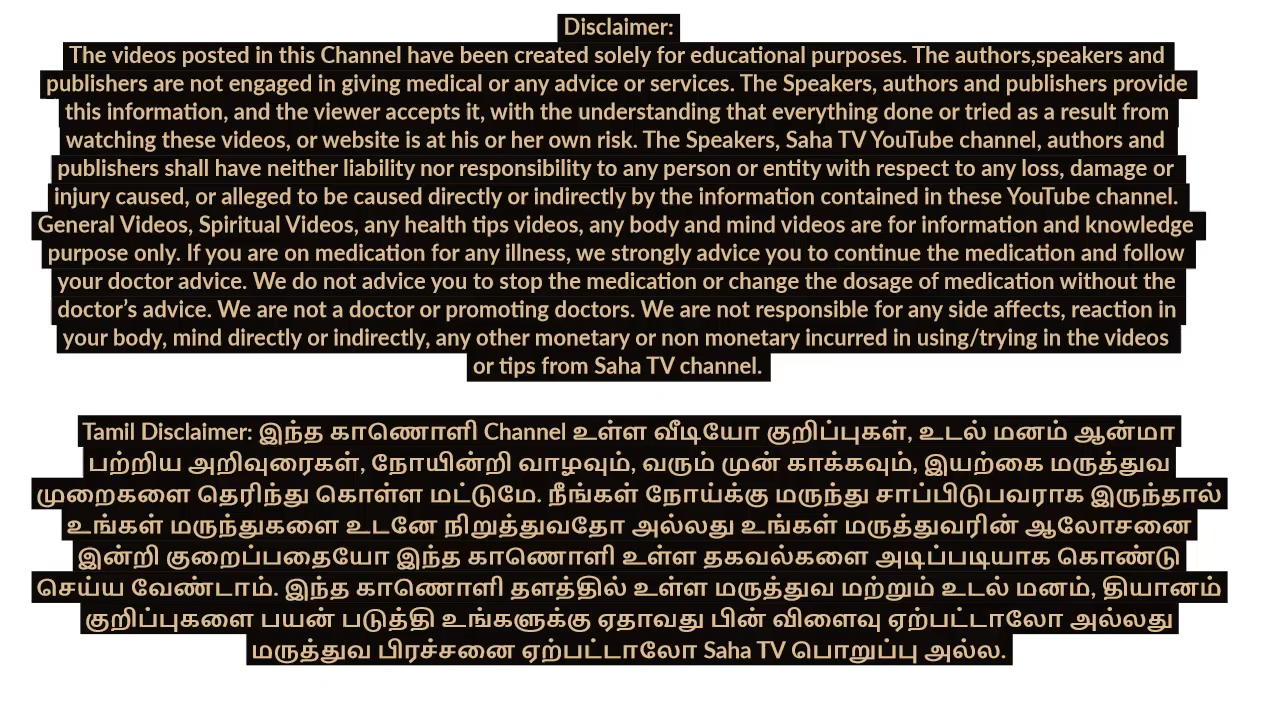 Disclaimer:
The videos posted in this Channel have been created solely for educational purposes. The authors,speakers and
publishers are not engaged in giving medical or any advice or services. The Speakers, authors and publishers provide
this information, and the viewer accepts it, with the understanding that everything done or tried as a result from
watching these videos, or website is at his or her own risk. The Speakers, Saha TV YouTube channel, authors and
publishers shall have neither liability nor responsibility to any person or entity with respect to any loss, damage or
injury caused, or alleged to be caused directly or indirectly by the information contained in these YouTube channel.
General Videos, Spiritual Videos, any health tips videos, any body and mind videos are for information and knowledge
purpose only. If you are on medication for any illness, we strongly advice you to continue the medication and follow
your doctor advice. We do not advice you to stop the medication or change the dosage of medication without the
doctor’s advice. We are not a doctor or promoting doctors. We are not responsible for any side affects, reaction in
your body, mind directly or indirectly, any other monetary or non monetary incurred in using/trying in the videos
or tips from Saha TV channel.
Tamil Disclaimer: இந்த காணொளி Channel உள்ள வீடியோ குறிப்புகள், உடல் மனம் ஆன்மா
பற்றிய அறிவுரைகள், நோயின்றி வாழவும், வரும் முன் காக்கவும், இயற்கை மருத்துவ
முறைகளை தெரிந்து கொள்ள மட்டுமே. நீங்கள் நோய்க்கு மருந்து சாப்பிடுபவராக இருந்தால்
உங்கள் மருந்துகளை உடனே நிறுத்துவதோ அல்லது உங்கள் மருத்துவரின் ஆலோசனை
இன்றி குறைப்பதையோ இந்த காணொளி உள்ள தகவல்களை அடிப்படியாக கொண்டு
செய்ய வேண்டாம். இந்த காணொளி தளத்தில் உள்ள மருத்துவ மற்றும் உடல் மனம், தியானம்
குறிப்புகளை பயன் படுத்தி உங்களுக்கு ஏதாவது பின் விளைவு ஏற்பட்டாலோ அல்லது
மருத்துவ பிரச்சனை ஏற்பட்டாலோ Saha TV பொறுப்பு அல்ல.